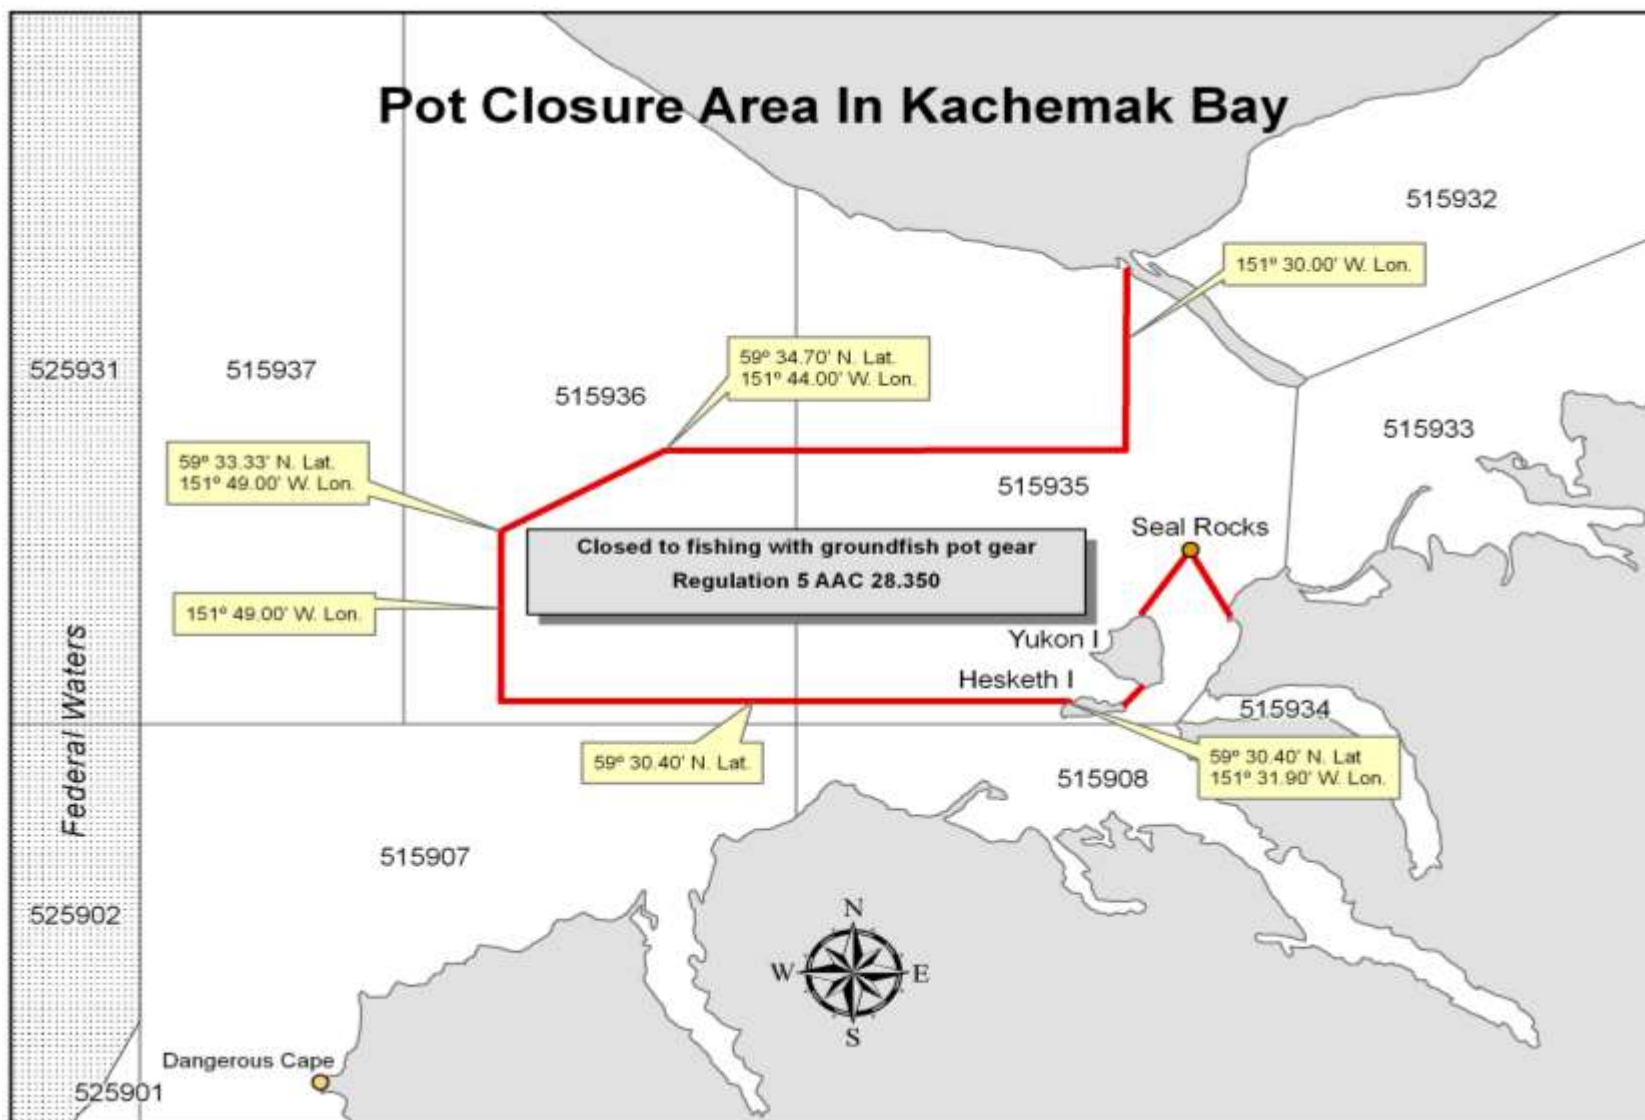 Pot Closure Area In Kachemak Bay
515932
151º 30.00' W. Lon.
59º 34.70' N. Lat.
151º 44.00' W. Lon.
525931
515937
515936
515933
59º 33.33' N. Lat.
151º 49.00' W. Lon.
515935
Seal Rocks
Closed to fishing with groundfish pot gear
Regulation 5 AAC 28.350
151º 49.00' W. Lon.
Yukon I
Hesketh I
515934
Federal Waters
59º 30.40' N. Lat.
59º 30.40' N. Lat
151º 31.90' W. Lon.
515908
515907
525902
N
W
E
S
Dangerous Cape
525901